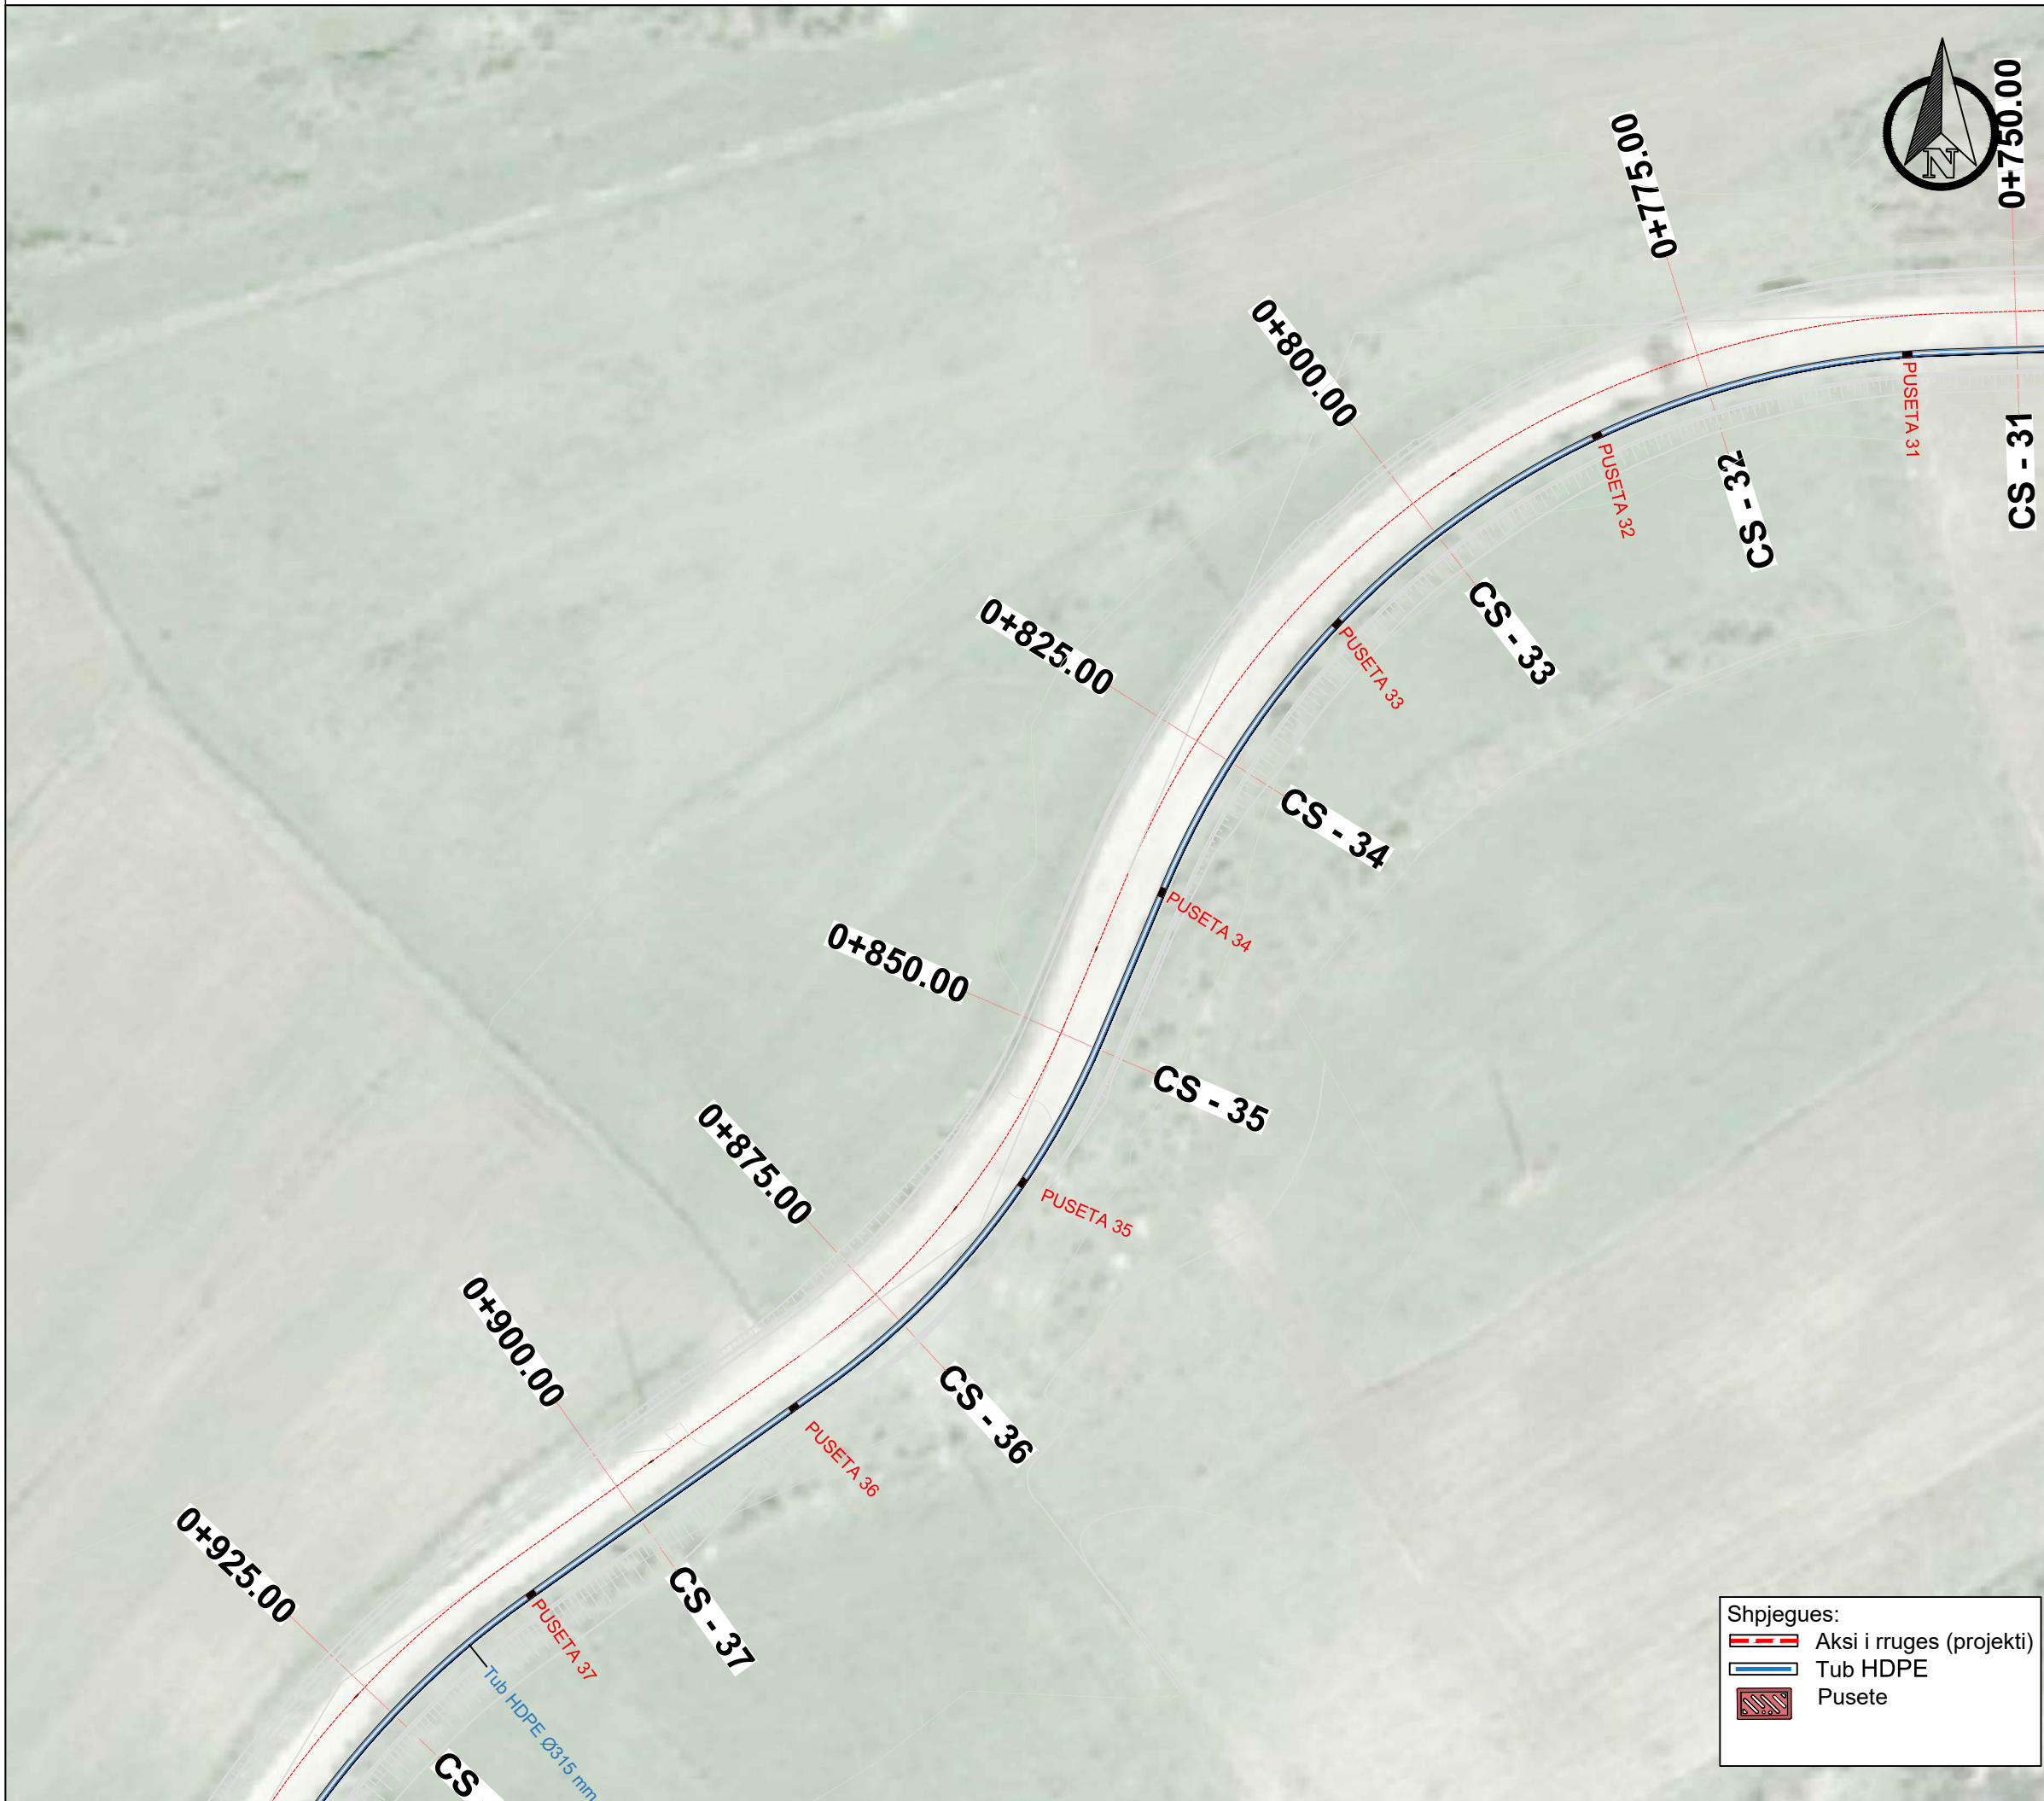 N
0+750.00
CS - 31
PUSETA 31
0+775.00
CS - 32
PUSETA 32
0+800.00
CS - 33
PUSETA 33
0+825.00
CS - 34
PUSETA 34
0+850.00
CS - 35
PUSETA 35
0+875.00
CS - 36
PUSETA 36
0+900.00
CS - 37
PUSETA 37
0+925.00
CS
Tub HDPE Ø315 mm
Shpjegues:
Aksi i rruges (projekti)
Tub HDPE
Pusete